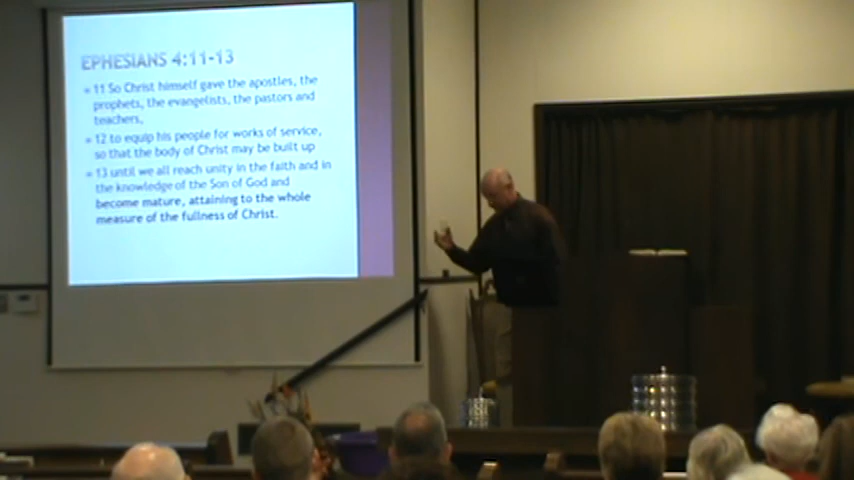 EPHESIANS 4:11-13
11 So Christ himself gave the apostles, the
prophets, the evangelists, the pastors and
teachers,
12 to equip his people for works of service,
so that the body of Christ may be built up
13 until we all reach unity in the faith and in
the knowledge of the Son of God and
become mature, attaining to the whole
measure of the fullness of Christ.